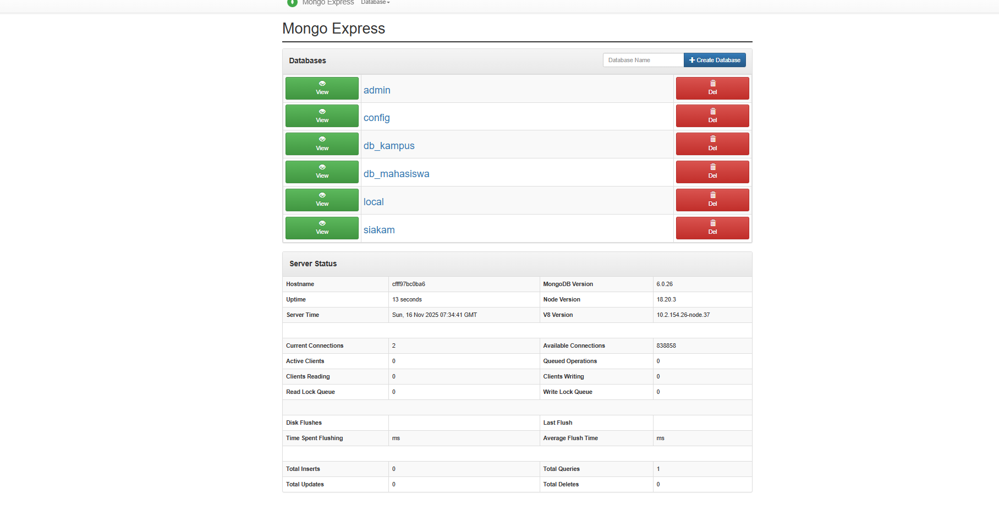 Mongo Express Database
Mongo Express
Databases Database Name Create Database
View admin Del
View config Del
View db_kampus Del
View db_mahasiswa Del
View local Del
View siakam Del
Server Status
Hostname cfff97bc0ba6 MongoDB Version 6.0.26
Uptime 13 seconds Node Version 18.20.3
Server Time Sun, 16 Nov 2025 07:34:41 GMT V8 Version 10.2.154.26-node.37
Current Connections 2 Available Connections 838858
Active Clients 0 Queued Operations 0
Clients Reading 0 Clients Writing 0
Read Lock Queue 0 Write Lock Queue 0
Disk Flushes Last Flush
Time Spent Flushing ms Average Flush Time ms
Total Inserts 0 Total Queries 1
Total Updates 0 Total Deletes 0